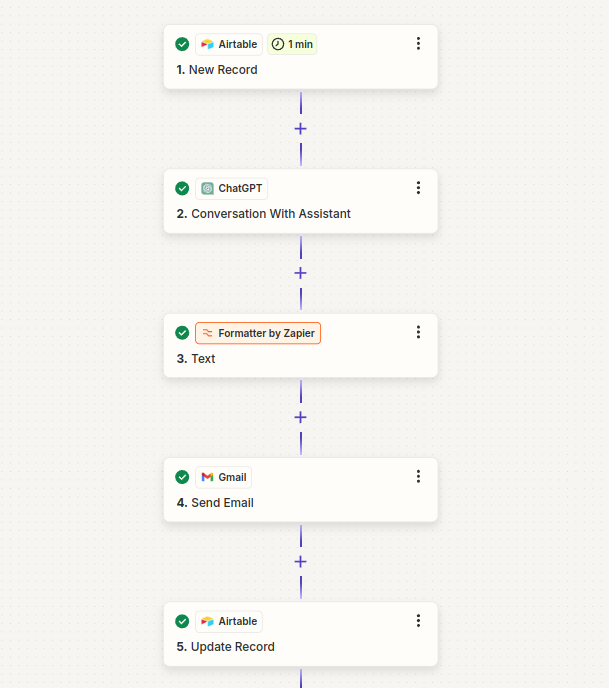 Airtable 1 min
1. New Record
ChatGPT
2. Conversation With Assistant
Formatter by Zapier
3. Text
Gmail
4. Send Email
Airtable
5. Update Record